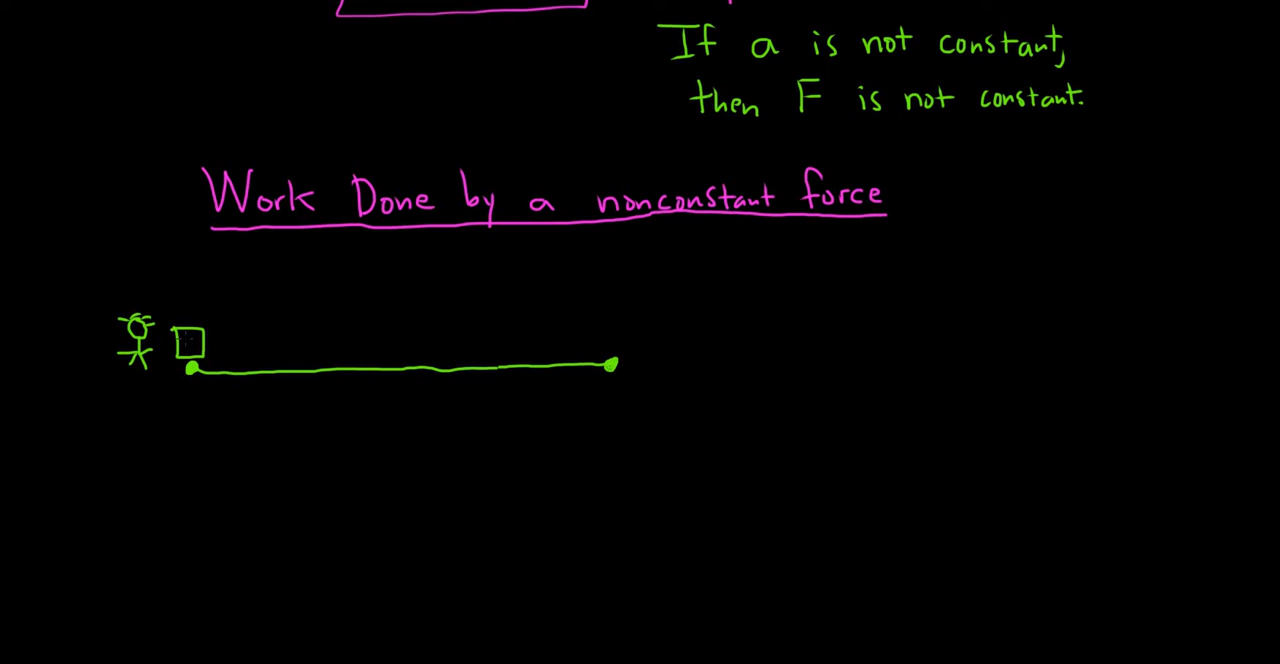 If a is not constant,
then F is not constant.
Work Done by a nonconstant force